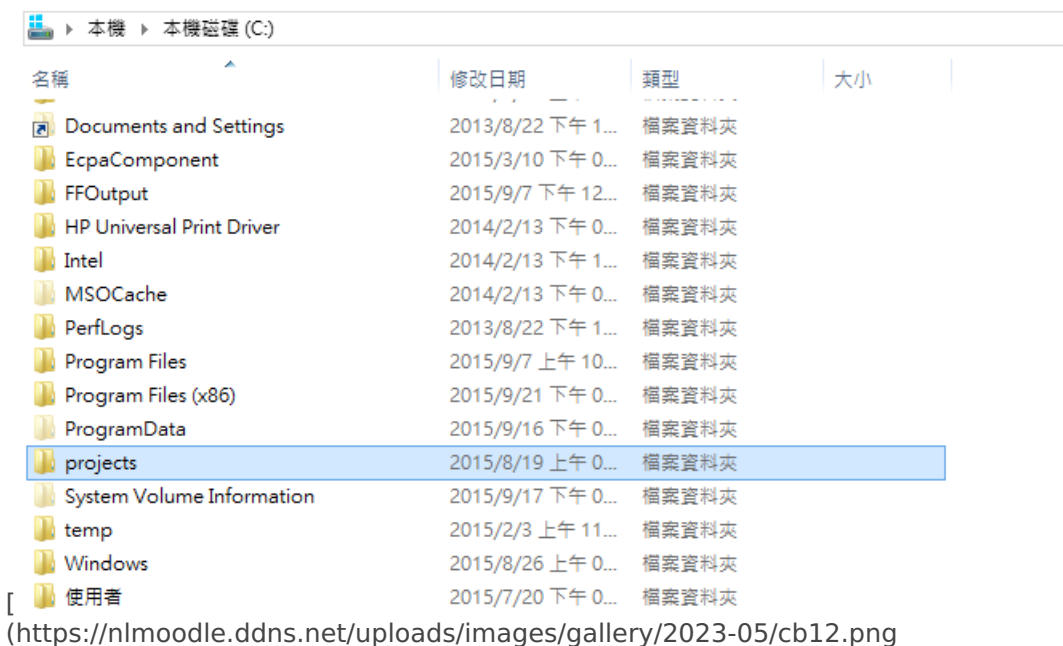 本機 本機磁碟 (C:)
名稱 修改日期 類型 大小
Documents and Settings 2013/8/22 下午 1... 檔案資料夾
EcpaComponent 2015/3/10 下午 0... 檔案資料夾
FFOutput 2015/9/7 下午 12... 檔案資料夾
HP Universal Print Driver 2014/2/13 下午 0... 檔案資料夾
Intel 2014/2/13 下午 1... 檔案資料夾
MSOCache 2014/2/13 下午 0... 檔案資料夾
PerfLogs 2013/8/22 下午 1... 檔案資料夾
Program Files 2015/9/7 上午 10... 檔案資料夾
Program Files (x86) 2015/9/21 下午 0... 檔案資料夾
ProgramData 2015/9/16 下午 0... 檔案資料夾
projects 2015/8/19 上午 0... 檔案資料夾
System Volume Information 2015/9/17 下午 0... 檔案資料夾
temp 2015/2/3 上午 11... 檔案資料夾
Windows 2015/8/26 上午 0... 檔案資料夾
[ 使用者 2015/7/20 下午 0... 檔案資料夾
(https://nlmoodle.ddns.net/uploads/images/gallery/2023-05/cb12.png